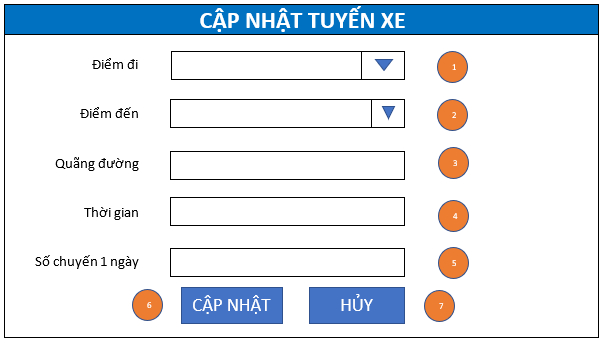 CẬP NHẬT TUYẾN XE
Điểm đi 1
Điểm đến 2
Quãng đường 3
Thời gian 4
Số chuyến 1 ngày 5
6 CẬP NHẬT HỦY 7